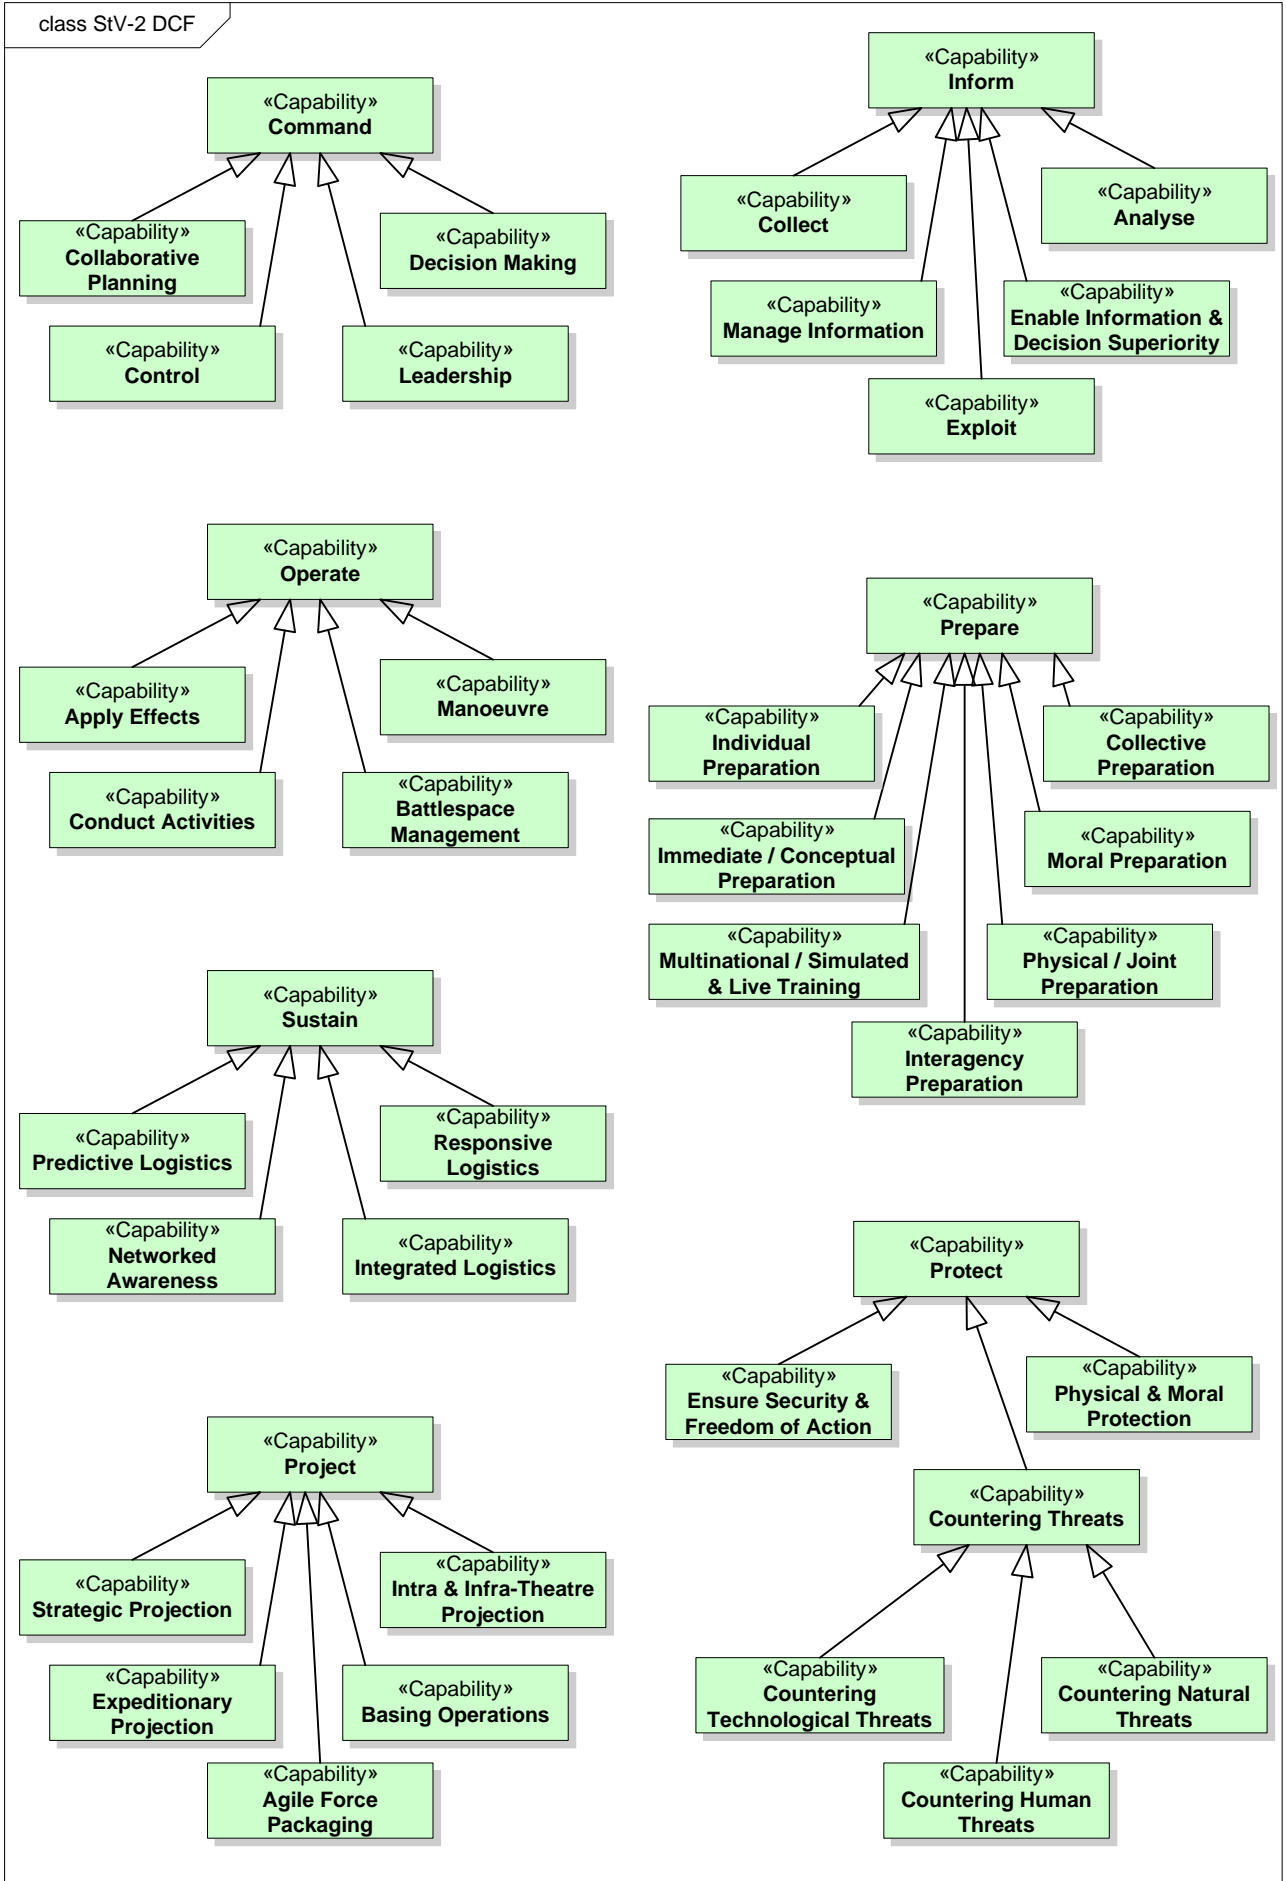 class StV-2 DCF
«Capability»
Command
«Capability»
Collaborative
Planning
«Capability»
Decision Making
«Capability»
Control
«Capability»
Leadership
«Capability»
Inform
«Capability»
Collect
«Capability»
Analyse
«Capability»
Manage Information
«Capability»
Enable Information &
Decision Superiority
«Capability»
Exploit
«Capability»
Operate
«Capability»
Apply Effects
«Capability»
Manoeuvre
«Capability»
Conduct Activities
«Capability»
Battlespace
Management
«Capability»
Prepare
«Capability»
Individual
Preparation
«Capability»
Collective
Preparation
«Capability»
Immediate / Conceptual
Preparation
«Capability»
Moral Preparation
«Capability»
Multinational / Simulated
& Live Training
«Capability»
Physical / Joint
Preparation
«Capability»
Interagency
Preparation
«Capability»
Sustain
«Capability»
Predictive Logistics
«Capability»
Responsive
Logistics
«Capability»
Networked
Awareness
«Capability»
Integrated Logistics
«Capability»
Protect
«Capability»
Ensure Security &
Freedom of Action
«Capability»
Physical & Moral
Protection
«Capability»
Countering Threats
«Capability»
Countering
Technological Threats
«Capability»
Countering Natural
Threats
«Capability»
Countering Human
Threats
«Capability»
Project
«Capability»
Strategic Projection
«Capability»
Intra & Infra-Theatre
Projection
«Capability»
Expeditionary
Projection
«Capability»
Basing Operations
«Capability»
Agile Force
Packaging